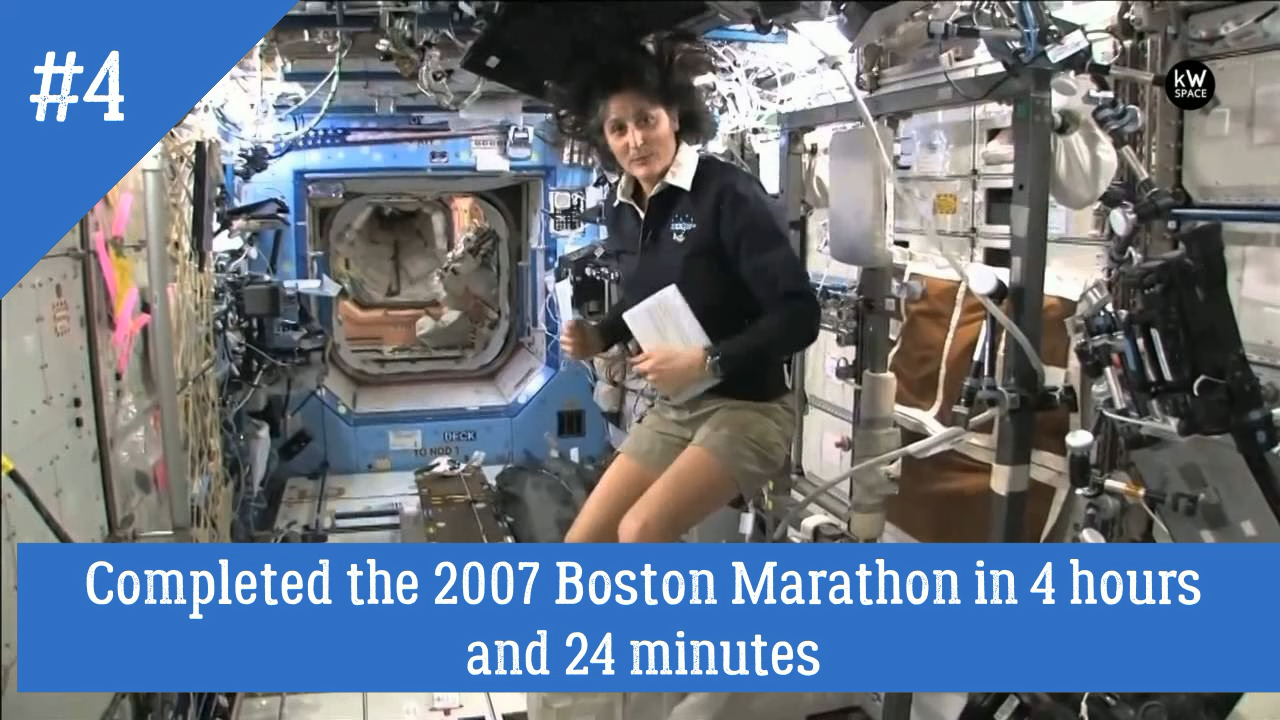 #4
kW
SPACE
DECK
TO NOD 1
Completed the 2007 Boston Marathon in 4 hours
and 24 minutes